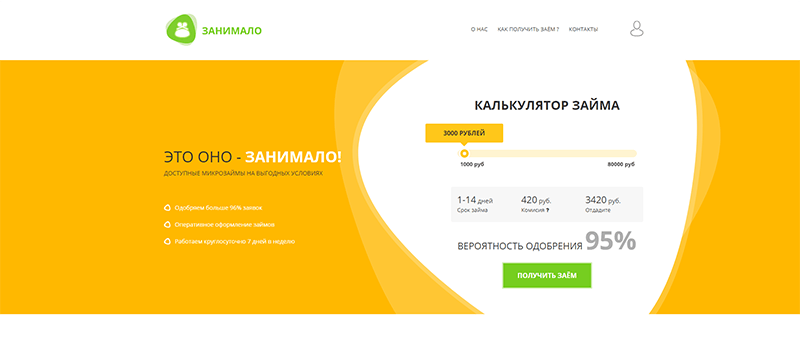 ЗАНИМАЛО
О НАС КАК ПОЛУЧИТЬ ЗАЁМ ? КОНТАКТЫ
ЭТО ОНО - ЗАНИМАЛО!
ДОСТУПНЫЕ МИКРОЗАЙМЫ НА ВЫГОДНЫХ УСЛОВИЯХ
Одобряем больше 96% заявок
Оперативное оформление займов
Работаем круглосуточно 7 дней в неделю
КАЛЬКУЛЯТОР ЗАЙМА
3000 РУБЛЕЙ
1000 руб 80000 руб
1-14 дней 420 руб. 3420 руб.
Срок займа Комиссия ? Отдадите
ВЕРОЯТНОСТЬ ОДОБРЕНИЯ 95%
ПОЛУЧИТЬ ЗАЁМ